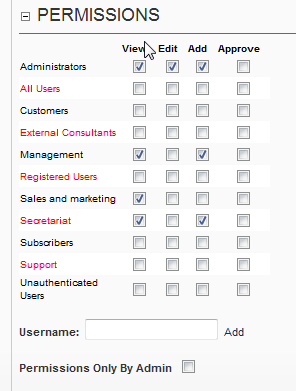 PERMISSIONS
View Edit Add Approve
Administrators
All Users
Customers
External Consultants
Management
Registered Users
Sales and marketing
Secretariat
Subscribers
Support
Unauthenticated
Users
Username: Add
Permissions Only By Admin